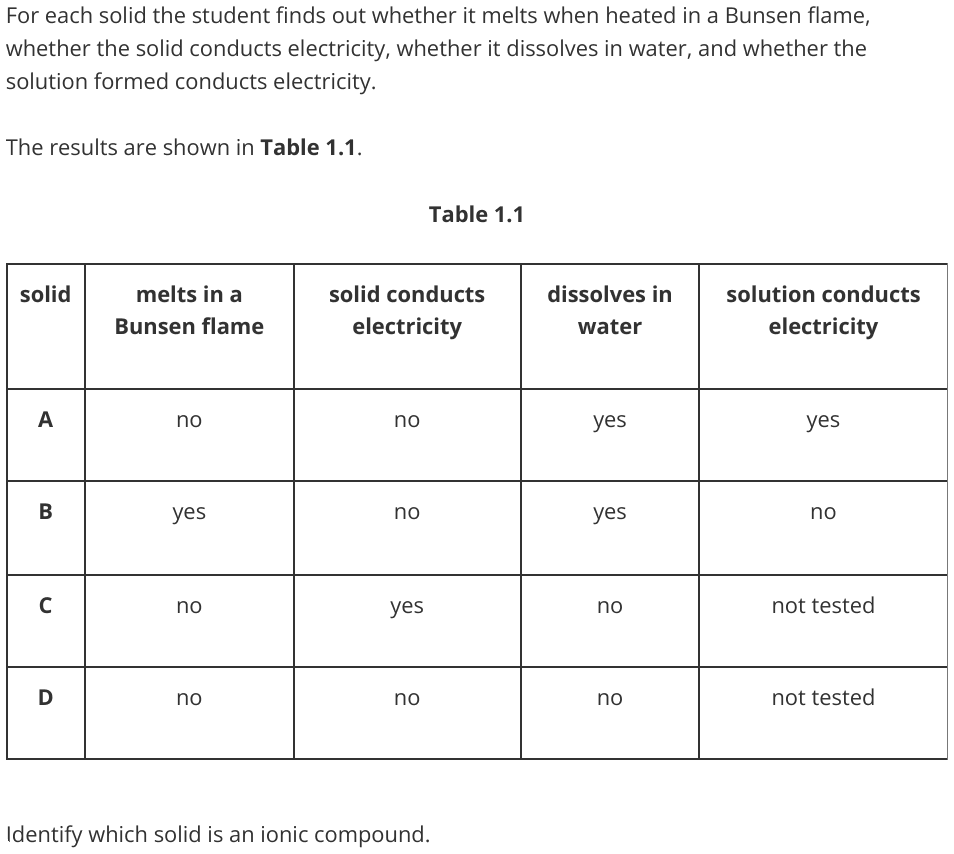 For each solid the student finds out whether it melts when heated in a Bunsen flame,
whether the solid conducts electricity, whether it dissolves in water, and whether the
solution formed conducts electricity.
The results are shown in Table 1.1.
Table 1.1
solid melts in a Bunsen flame solid conducts electricity dissolves in water solution conducts electricity
A no no yes yes
B yes no yes no
C no yes no not tested
D no no no not tested
Identify which solid is an ionic compound.